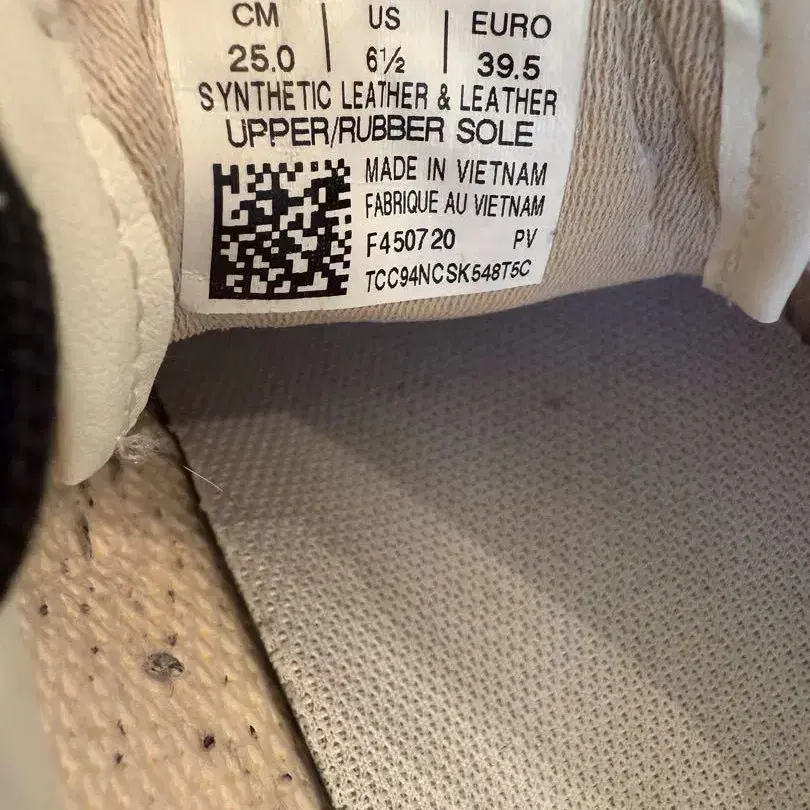 CM | US | EURO
25.0 | 6½ | 39.5
SYNTHETIC LEATHER & LEATHER
UPPER/RUBBER SOLE
MADE IN VIETNAM
FABRIQUE AU VIETNAM
F450720 PV
TCC94NCSK548T5C